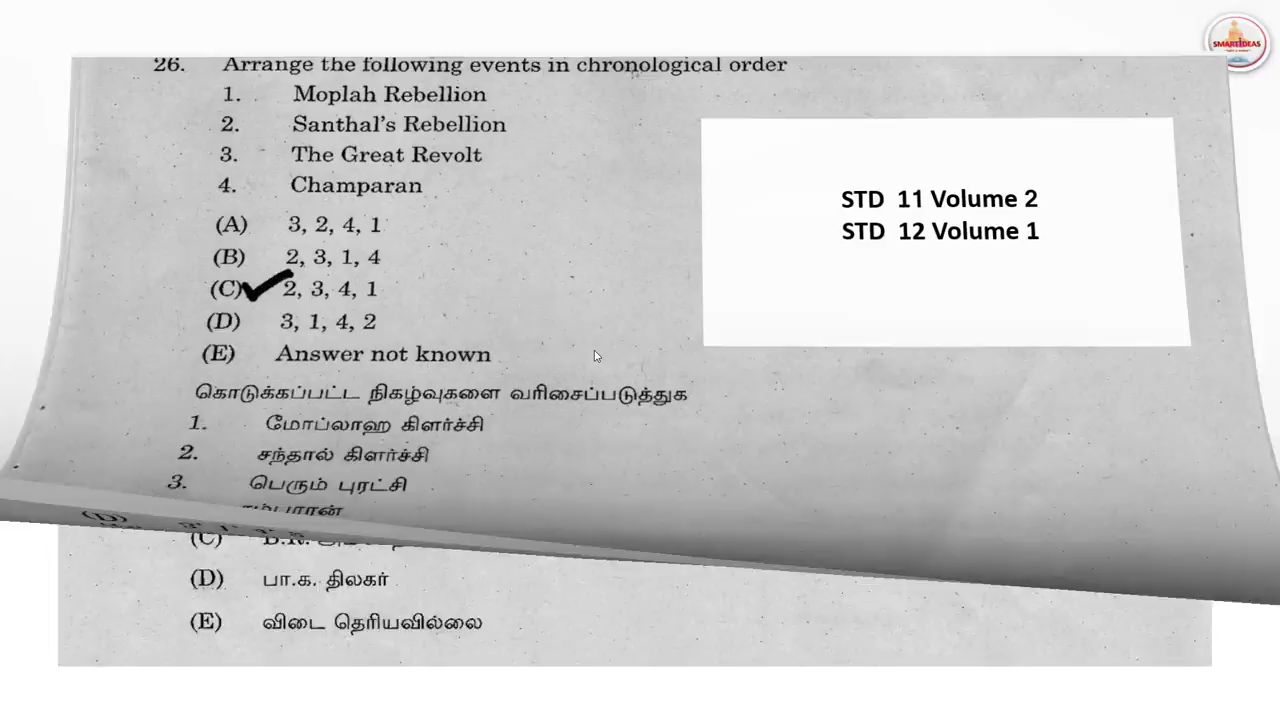 SMART IDEAS
26. Arrange the following events in chronological order
1. Moplah Rebellion
2. Santhal's Rebellion
3. The Great Revolt
4. Champaran
(A) 3, 2, 4, 1
(B) 2, 3, 1, 4
(C) 2, 3, 4, 1
(D) 3, 1, 4, 2
(E) Answer not known
STD 11 Volume 2
STD 12 Volume 1
கொடுக்கப்பட்ட நிகழ்வுகளை வரிசைப்படுத்துக
1. மோப்லாஹ கிளர்ச்சி
2. சந்தால் கிளர்ச்சி
3. பெரும் புரட்சி
(D)
(C)
(D) பா.க. திலகர்
(E) விடை தெரியவில்லை